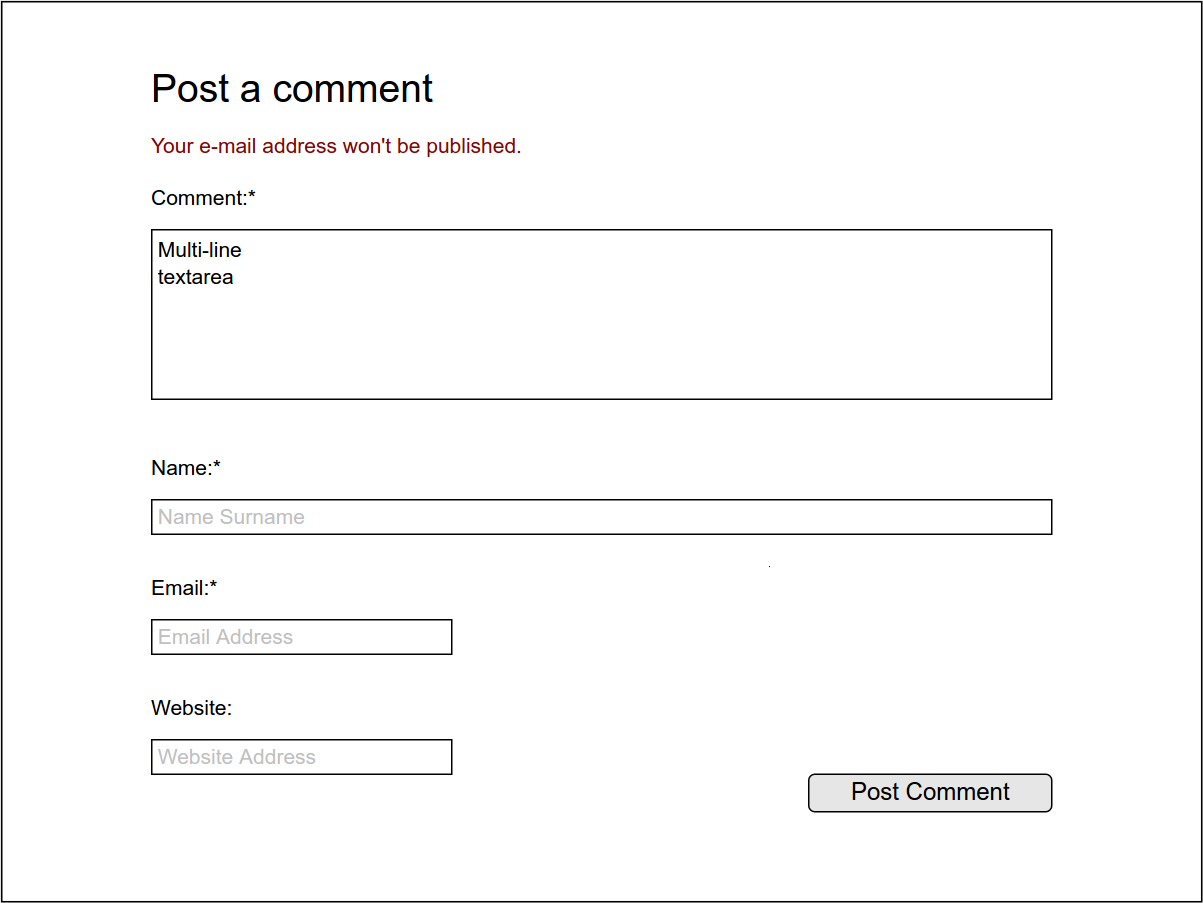 Post a comment
Your e-mail address won't be published.
Comment:*
Multi-line
textarea
Name:*
Name Surname
Email:*
Email Address
Website:
Website Address
Post Comment